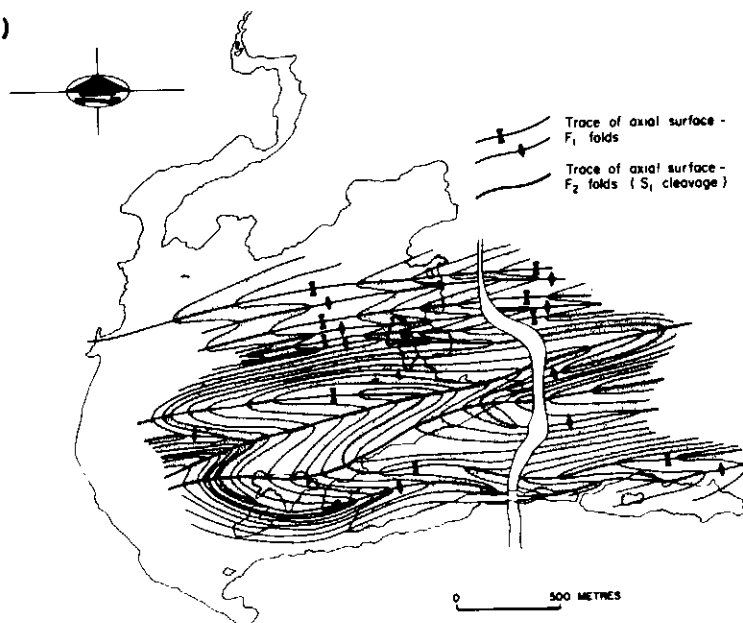 )
Trace of axial surface -
F₁ folds
Trace of axial surface -
F₂ folds ( S₁ cleavage )
0 500 METRES